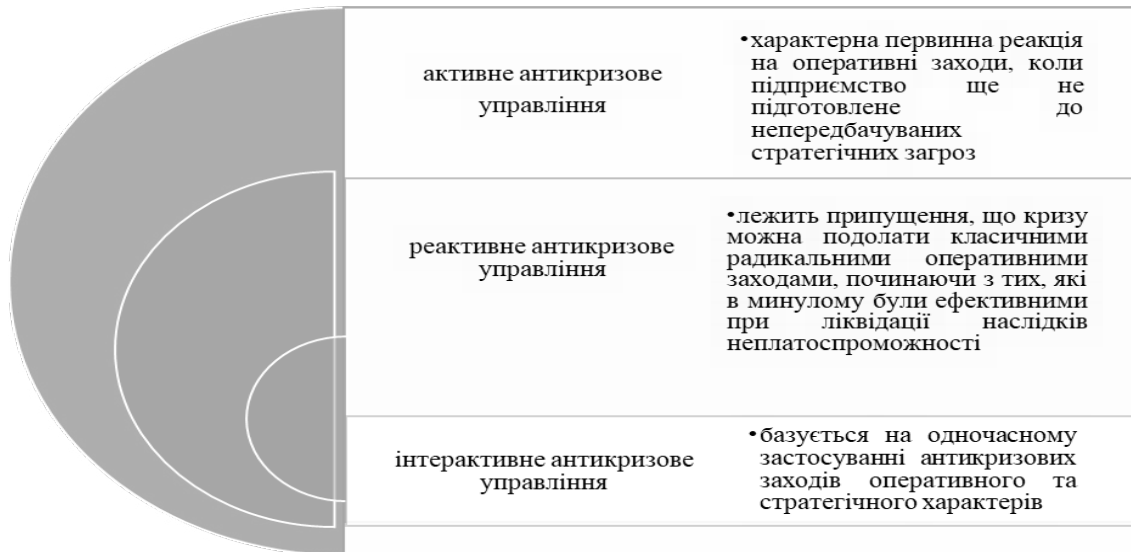 активне антикризове
управління
•характерна первинна реакція
на оперативні заходи, коли
підприємство ще не
підготовлене до
непередбачуваних
стратегічних загроз
реактивне антикризове
управління
•лежить припущення, що кризу
можна подолати класичними
радикальними оперативними
заходами, починаючи з тих, які
в минулому були ефективними
при ліквідації наслідків
неплатоспроможності
інтерактивне антикризове
управління
•базується на одночасному
застосуванні антикризових
заходів оперативного та
стратегічного характерів